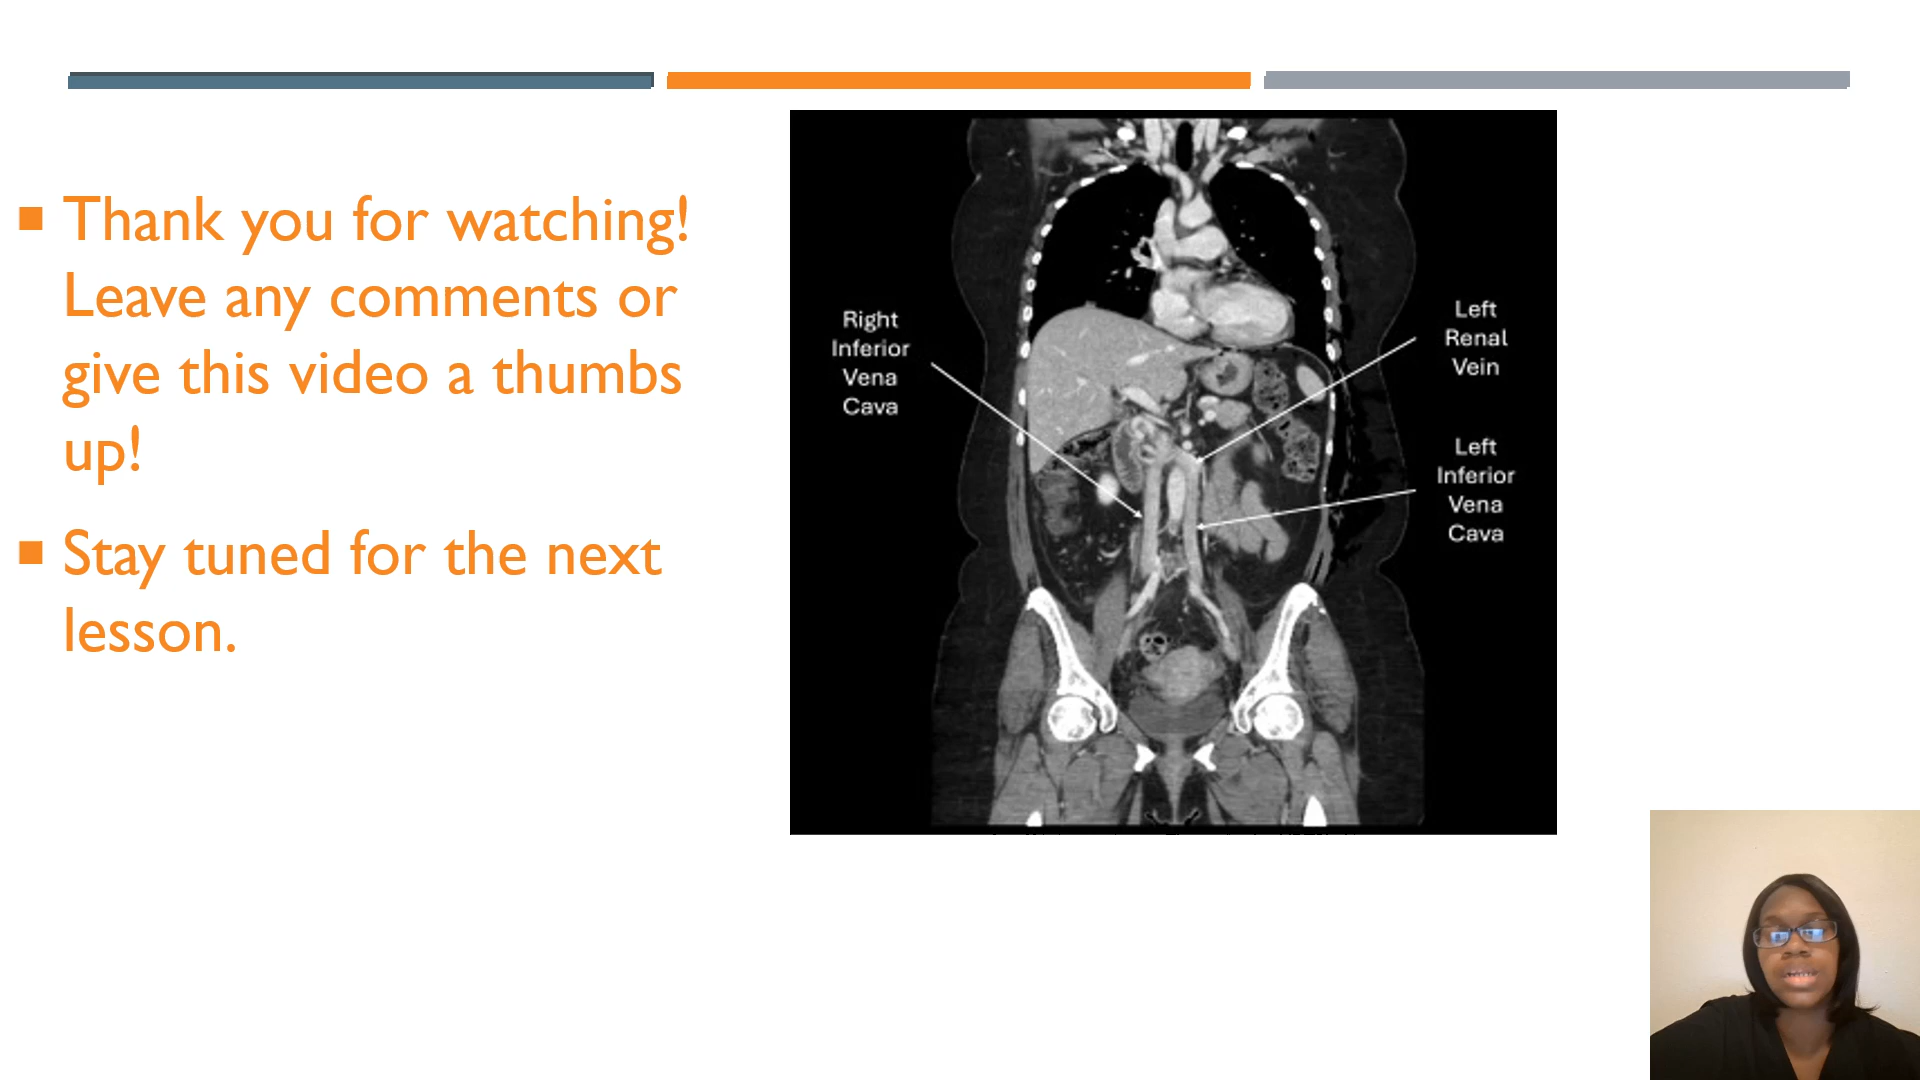 Thank you for watching!
Leave any comments or
give this video a thumbs
up!
Stay tuned for the next
lesson.
Right
Inferior
Vena
Cava
Left
Renal
Vein
Left
Inferior
Vena
Cava